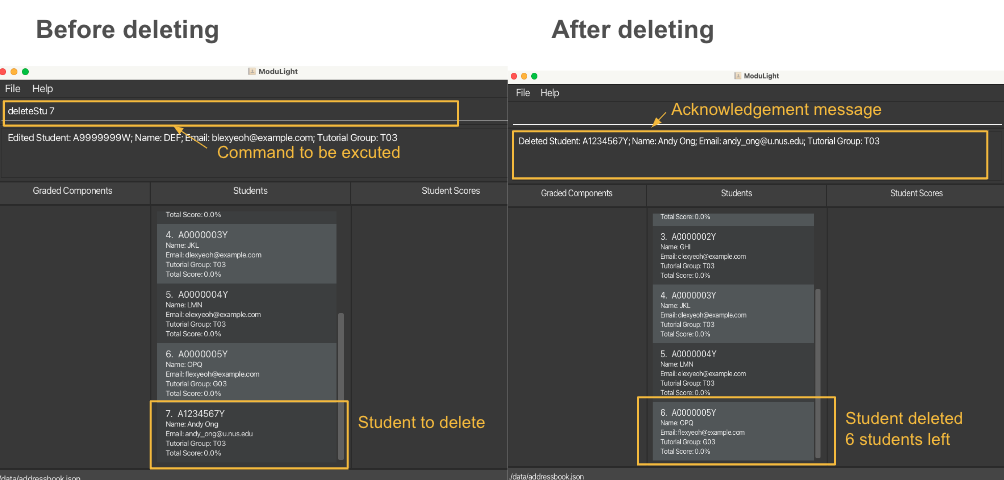 Before deleting
After deleting
ModuLight
File Help
deleteStu 7
Edited Student: A9999999W; Name: DEF; Email: blexyeoh@example.com; Tutorial Group: T03
Command to be excuted
Graded Components Students Student Scores
Total Score: 0.0%
4. A0000003Y
Name: JKL
Email: dlexyeoh@example.com
Tutorial Group: T03
Total Score: 0.0%
5. A0000004Y
Name: LMN
Email: elexyeoh@example.com
Tutorial Group: T03
Total Score: 0.0%
6. A0000005Y
Name: OPQ
Email: flexyeoh@example.com
Tutorial Group: G03
Total Score: 0.0%
7. A1234567Y
Name: Andy Ong
Email: andy_ong@u.nus.edu
Tutorial Group: T03
Total Score: 0.0%
Student to delete
/data/addressbook.json
ModuLight
File Help
Acknowledgement message
Deleted Student: A1234567Y; Name: Andy Ong; Email: andy_ong@u.nus.edu; Tutorial Group: T03
Graded Components Students Student Scores
Total Score: 0.0%
3. A0000002Y
Name: GHI
Email: clexyeoh@example.com
Tutorial Group: T03
Total Score: 0.0%
4. A0000003Y
Name: JKL
Email: dlexyeoh@example.com
Tutorial Group: T03
Total Score: 0.0%
5. A0000004Y
Name: LMN
Email: elexyeoh@example.com
Tutorial Group: T03
Total Score: 0.0%
6. A0000005Y
Name: OPQ
Email: flexyeoh@example.com
Tutorial Group: G03
Total Score: 0.0%
Student deleted
6 students left
/data/addressbook.json